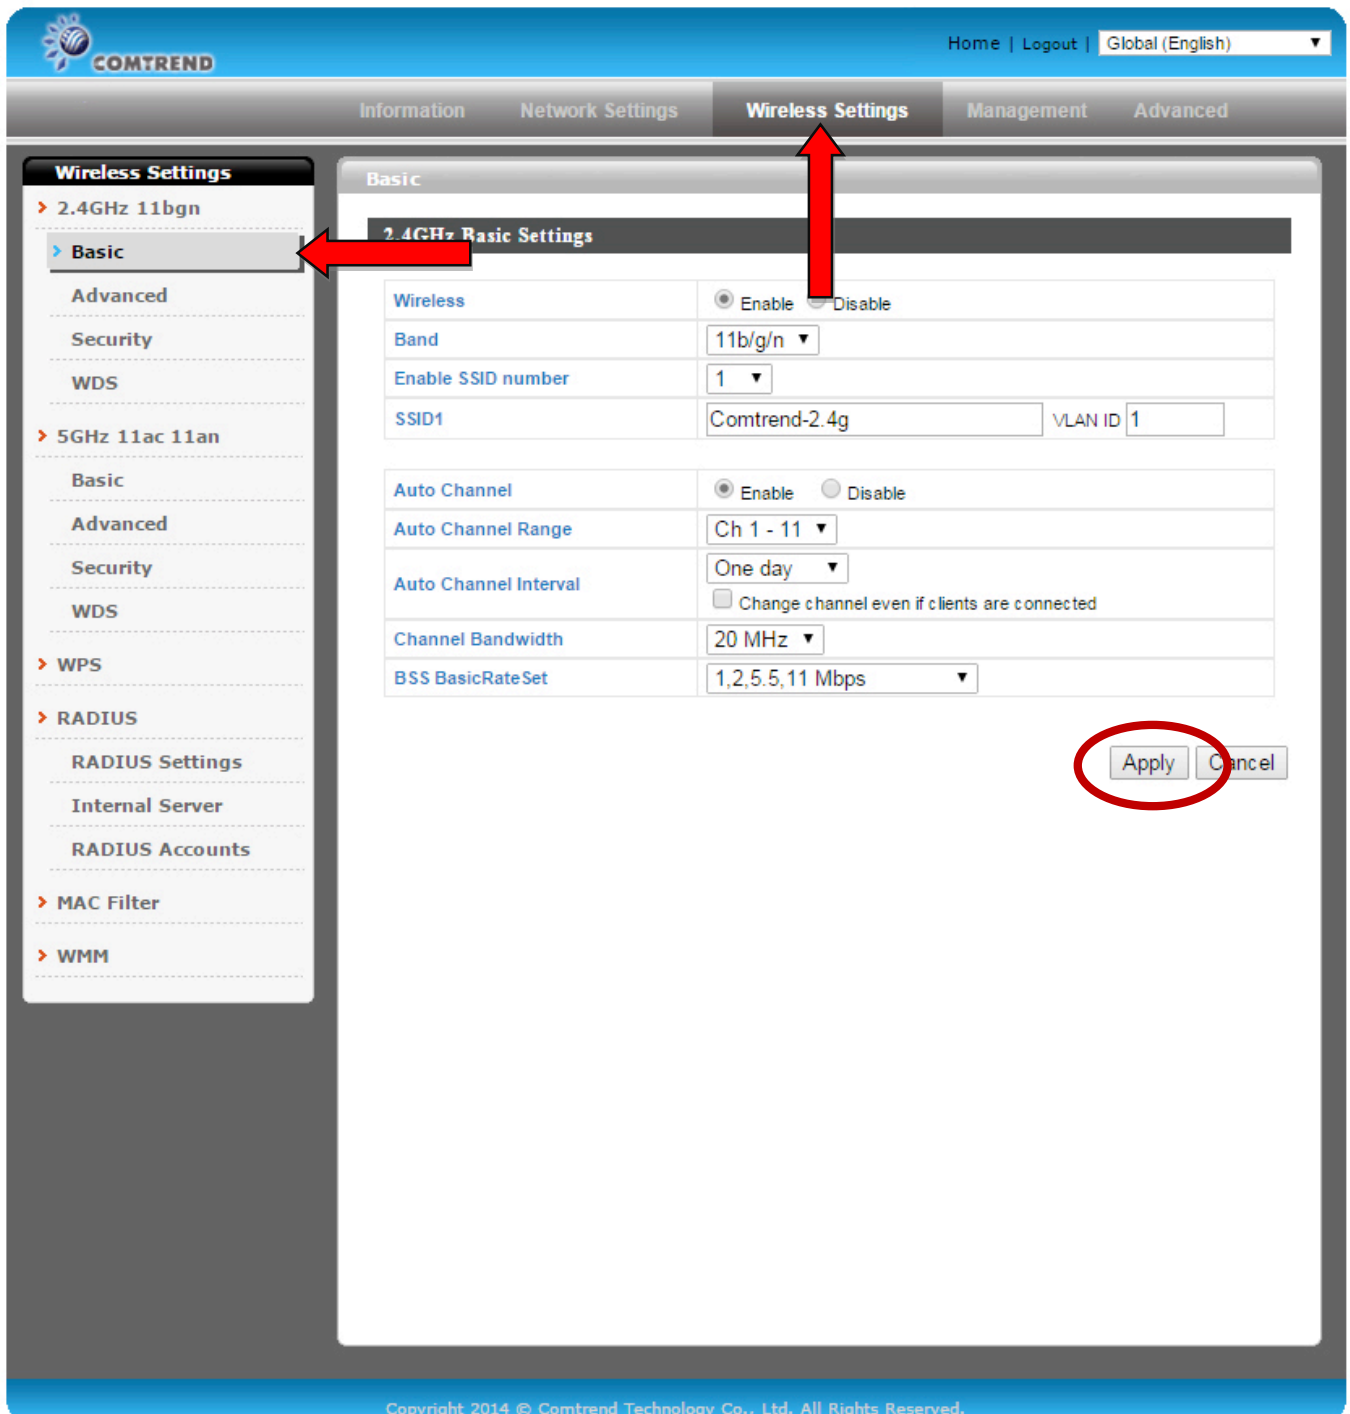 COMTREND
Home | Logout | Global (English)
Information Network Settings Wireless Settings Management Advanced
Wireless Settings
2.4GHz 11bgn
Basic
Advanced
Security
WDS
5GHz 11ac 11an
Basic
Advanced
Security
WDS
WPS
RADIUS
RADIUS Settings
Internal Server
RADIUS Accounts
MAC Filter
WMM
Basic
2.4GHz Basic Settings
Wireless Enable Disable
Band 11b/g/n
Enable SSID number 1
SSID1 Comtrend-2.4g VLAN ID 1
Auto Channel Enable Disable
Auto Channel Range Ch 1 - 11
Auto Channel Interval One day
Change channel even if clients are connected
Channel Bandwidth 20 MHz
BSS BasicRateSet 1,2,5.5,11 Mbps
Apply Cancel
Copyright 2014 © Comtrend Technology Co., Ltd. All Rights Reserved.